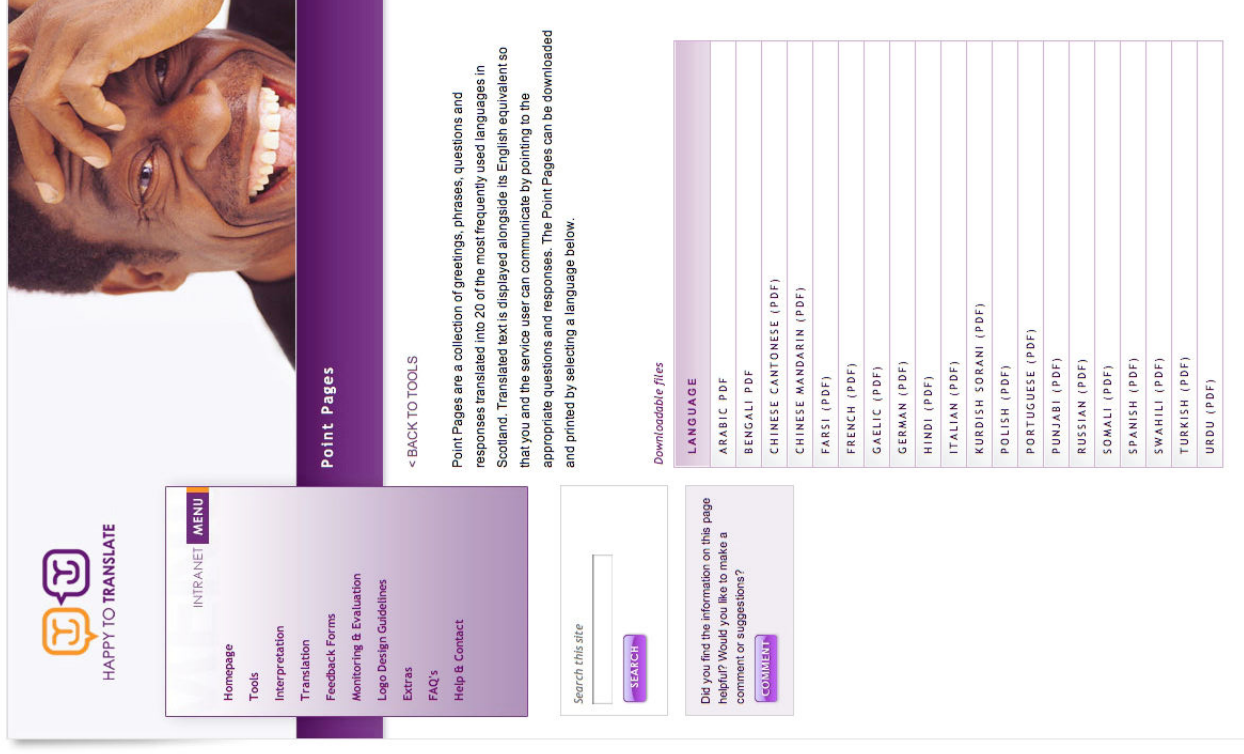 HAPPY TO TRANSLATE
INTRANET MENU
Homepage
Tools
Interpretation
Translation
Feedback Forms
Monitoring & Evaluation
Logo Design Guidelines
Extras
FAQ's
Help & Contact
Search this site
SEARCH
Did you find the information on this page
helpful? Would you like to make a
comment or suggestions?
COMMENT
Point Pages
< BACK TO TOOLS
Point Pages are a collection of greetings, phrases, questions and
responses translated into 20 of the most frequently used languages in
Scotland. Translated text is displayed alongside its English equivalent so
that you and the service user can communicate by pointing to the
appropriate questions and responses. The Point Pages can be downloaded
and printed by selecting a language below.
Downloadable files
LANGUAGE
ARABIC PDF
BENGALI PDF
CHINESE CANTONESE (PDF)
CHINESE MANDARIN (PDF)
FARSI (PDF)
FRENCH (PDF)
GAELIC (PDF)
GERMAN (PDF)
HINDI (PDF)
ITALIAN (PDF)
KURDISH SORANI (PDF)
POLISH (PDF)
PORTUGUESE (PDF)
PUNJABI (PDF)
RUSSIAN (PDF)
SOMALI (PDF)
SPANISH (PDF)
SWAHILI (PDF)
TURKISH (PDF)
URDU (PDF)